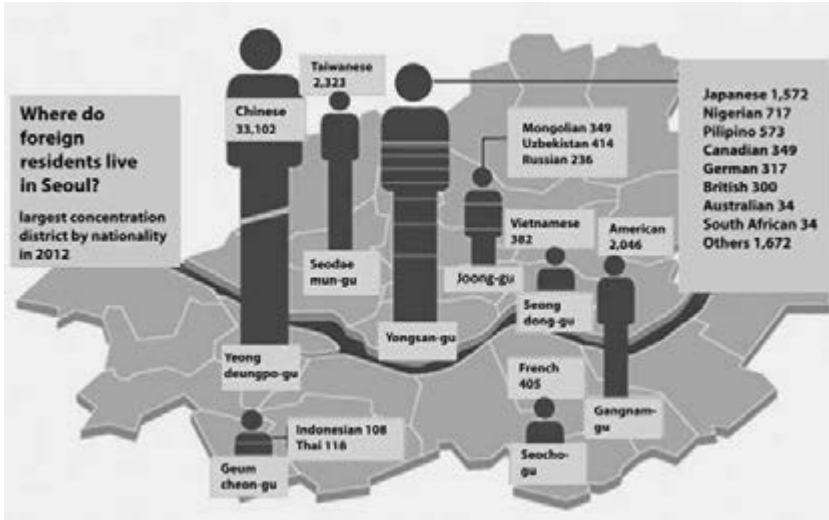 Where do
foreign
residents live
in Seoul?
largest concentration
district by nationality
in 2012
Chinese
33,102
Yeong
deungpo-gu
Taiwanese
2,323
Seodae
mun-gu
Yongsan-gu
Japanese 1,572
Nigerian 717
Pilipino 573
Canadian 349
German 317
British 300
Australian 34
South African 34
Others 1,672
Mongolian 349
Uzbekistan 414
Russian 236
Joong-gu
Vietnamese
382
Seong
dong-gu
American
2,046
Gangnam-
gu
French
405
Seocho-
gu
Indonesian 108
Thai 118
Geum
cheon-gu